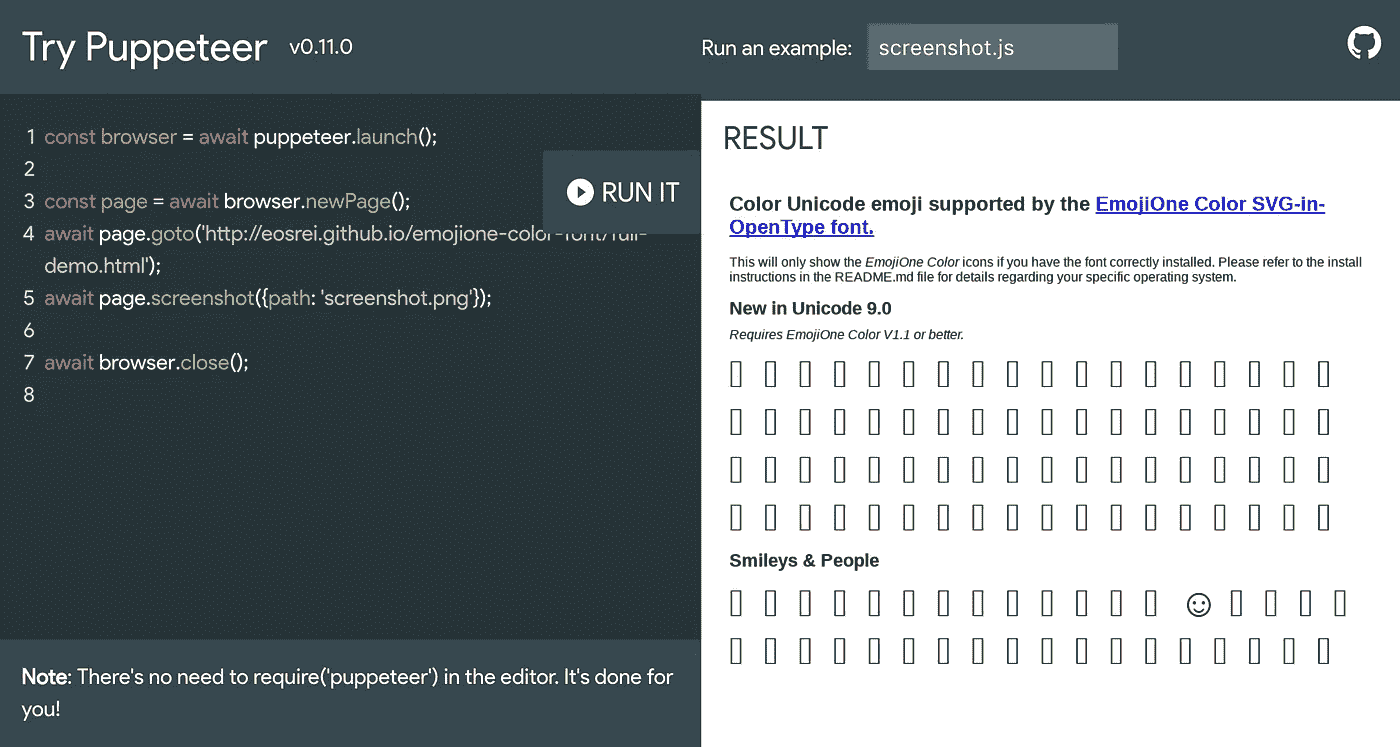 Try Puppeteer v0.11.0
Run an example: screenshot.js
1 const browser = await puppeteer.launch();
2
3 const page = await browser.newPage();
4 await page.goto('http://eosrei.github.io/emojione-color-font/full-
demo.html');
5 await page.screenshot({path: 'screenshot.png'});
6
7 await browser.close();
8
RUN IT
Note: There's no need to require('puppeteer') in the editor. It's done for
you!
RESULT
Color Unicode emoji supported by the EmojiOne Color SVG-in-
OpenType font.
This will only show the EmojiOne Color icons if you have the font correctly installed. Please refer to the install
instructions in the README.md file for details regarding your specific operating system.
New in Unicode 9.0
Requires EmojiOne Color V1.1 or better.
Smileys & People